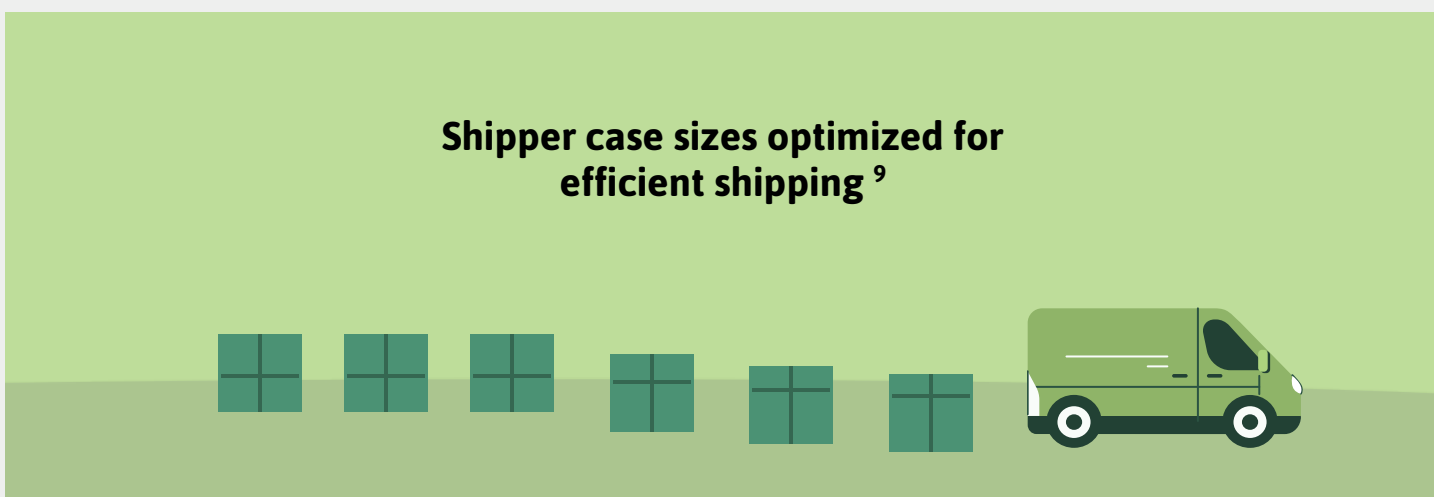 Shipper case sizes optimized for
efficient shipping ⁹